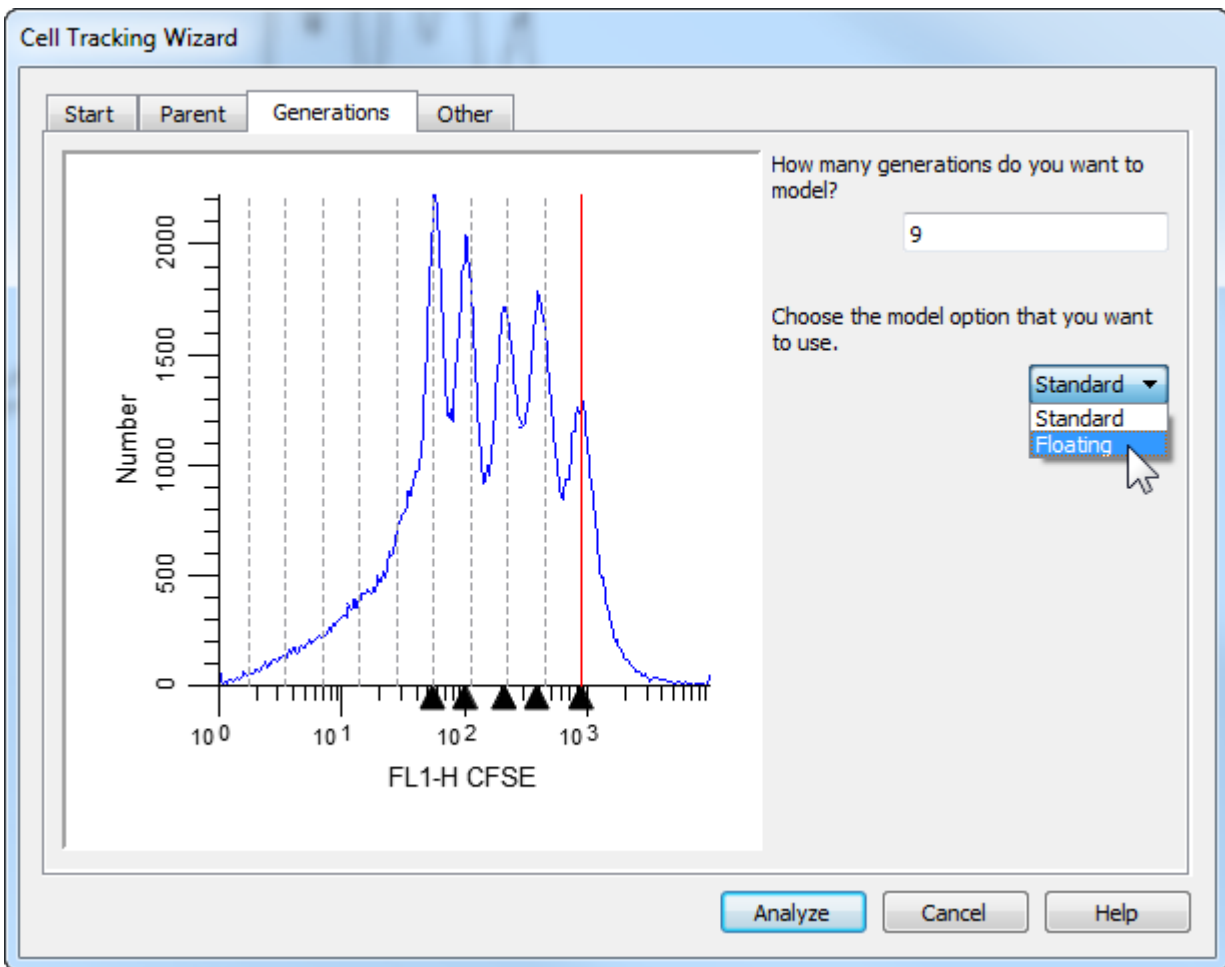 Cell Tracking Wizard
Start Parent Generations Other
How many generations do you want to
model?
9
Choose the model option that you want
to use.
Standard
Standard
Floating
2000
1500
1000
500
0
Number
10 0 10 1 10 2 10 3
FL1-H CFSE
Analyze Cancel Help